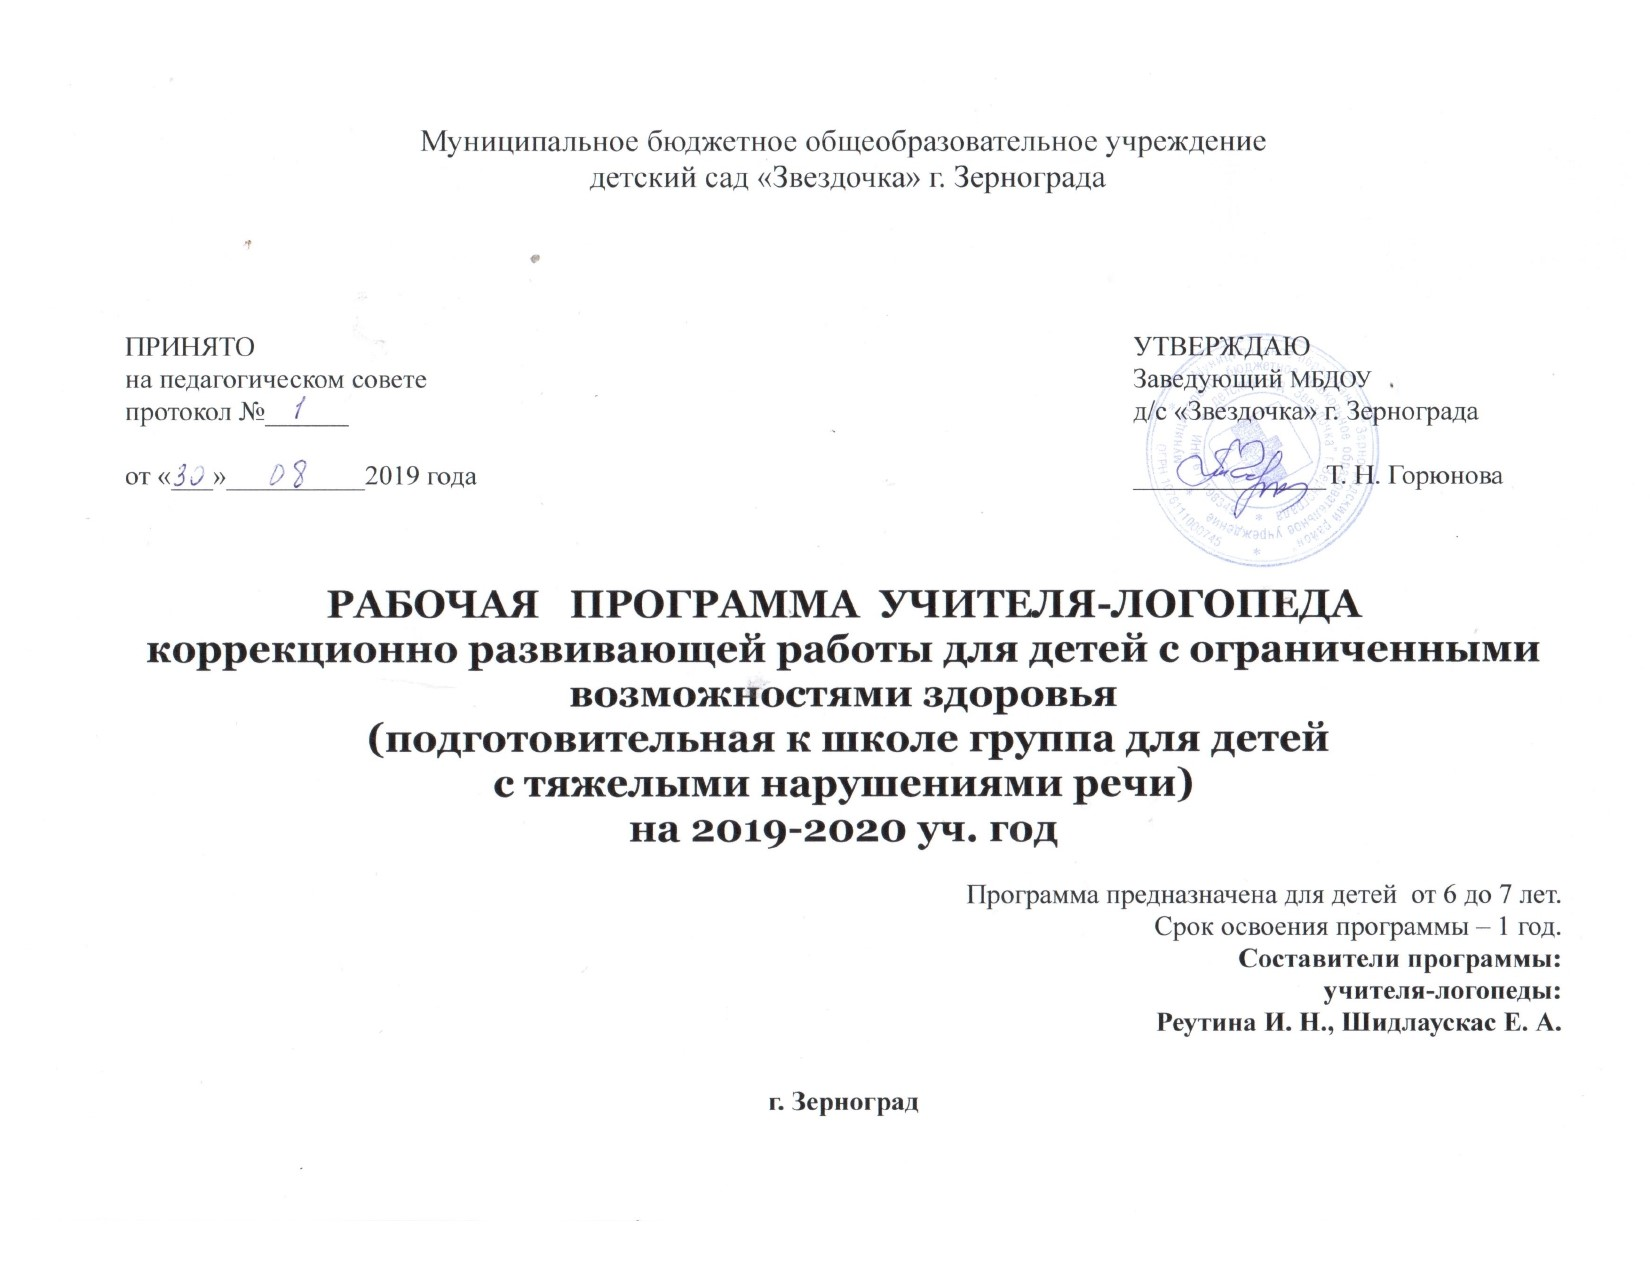 Муниципальное бюджетное общеобразовательное учреждение
детский сад «Звездочка» г. Зернограда
ПРИНЯТО
на педагогическом совете
протокол № 1
от «30» 08 2019 года
УТВЕРЖДАЮ
Заведующий МБДОУ
д/с «Звездочка» г. Зернограда
Т. Н. Горюнова
РАБОЧАЯ ПРОГРАММА УЧИТЕЛЯ-ЛОГОПЕДА
коррекционно развивающей работы для детей с ограниченными
возможностями здоровья
(подготовительная к школе группа для детей
с тяжелыми нарушениями речи)
на 2019-2020 уч. год
Программа предназначена для детей от 6 до 7 лет.
Срок освоения программы – 1 год.
Составители программы:
учителя-логопеды:
Реутина И. Н., Шидлаускас Е. А.
г. Зерноград